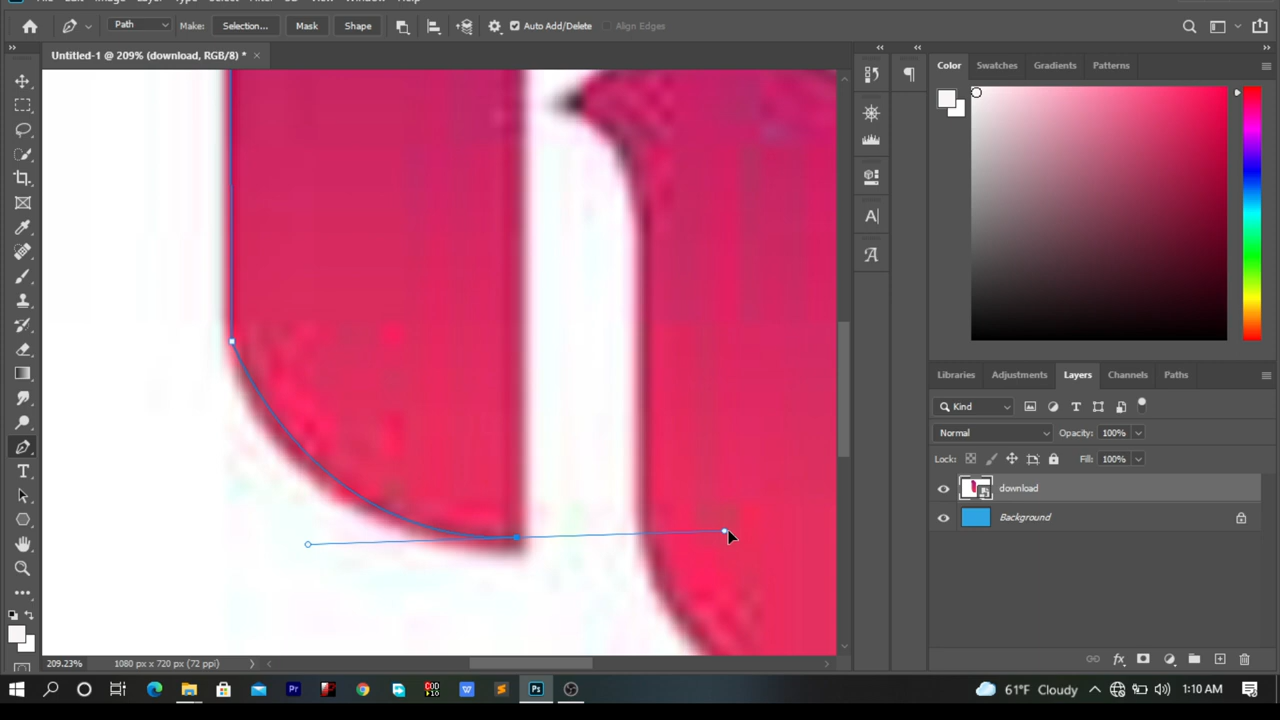 Path
Make: Selection... Mask Shape
Auto Add/Delete
Align Edges
Untitled-1 @ 209% (download, RGB/8) *
Color Swatches Gradients Patterns
Libraries Adjustments Layers Channels Paths
Kind
Normal Opacity: 100%
Lock: Fill: 100%
download
Background
209.23% 1080 px x 720 px (72 ppi)
61°F Cloudy 1:10 AM